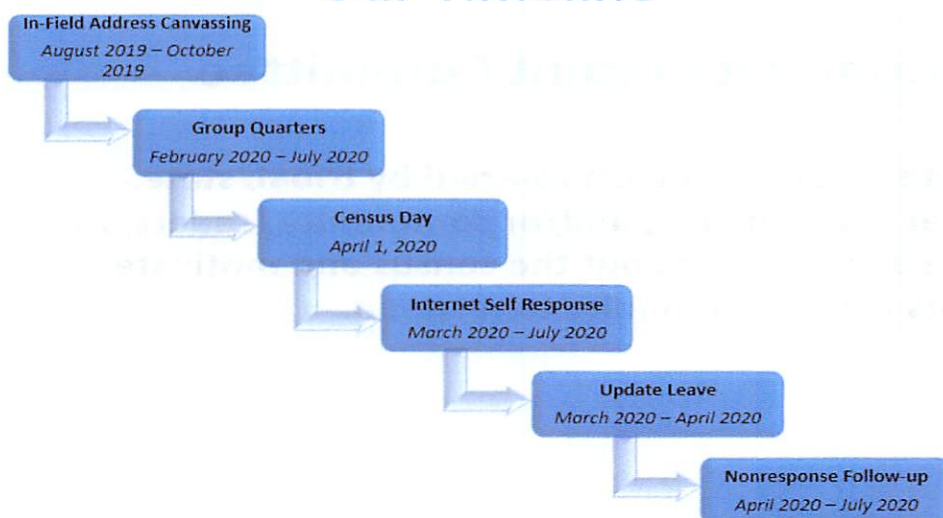 In-Field Address Canvassing
August 2019 – October
2019
Group Quarters
February 2020 – July 2020
Census Day
April 1, 2020
Internet Self Response
March 2020 – July 2020
Update Leave
March 2020 – April 2020
Nonresponse Follow-up
April 2020 – July 2020